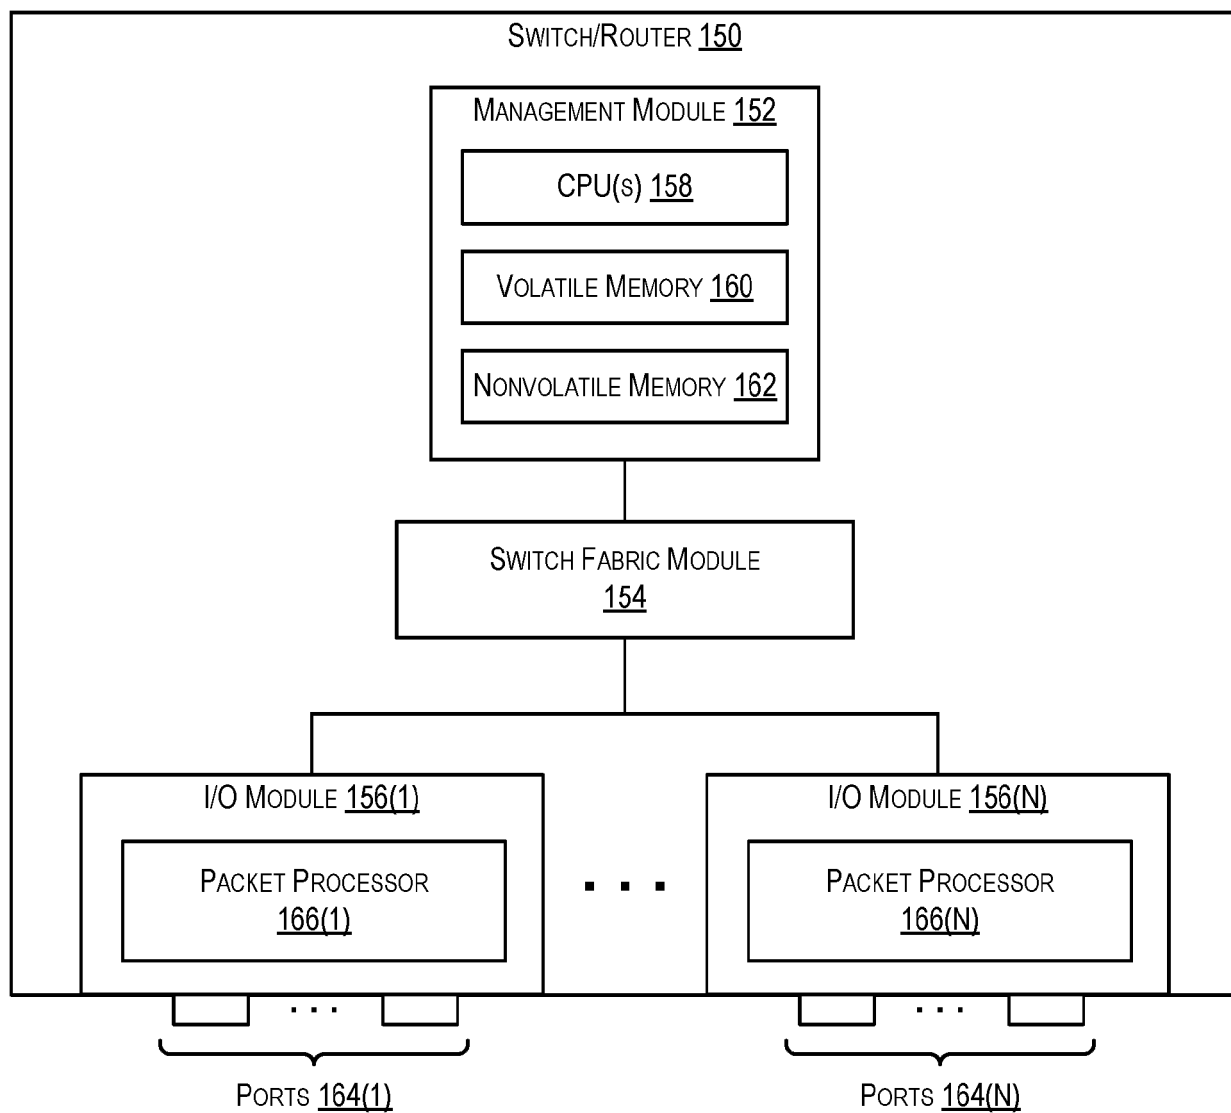 SWITCH/ROUTER 150
MANAGEMENT MODULE 152
CPU(S) 158
VOLATILE MEMORY 160
NONVOLATILE MEMORY 162
SWITCH FABRIC MODULE
154
I/O MODULE 156(1)
PACKET PROCESSOR
166(1)
PORTS 164(1)
. . .
I/O MODULE 156(N)
PACKET PROCESSOR
166(N)
PORTS 164(N)